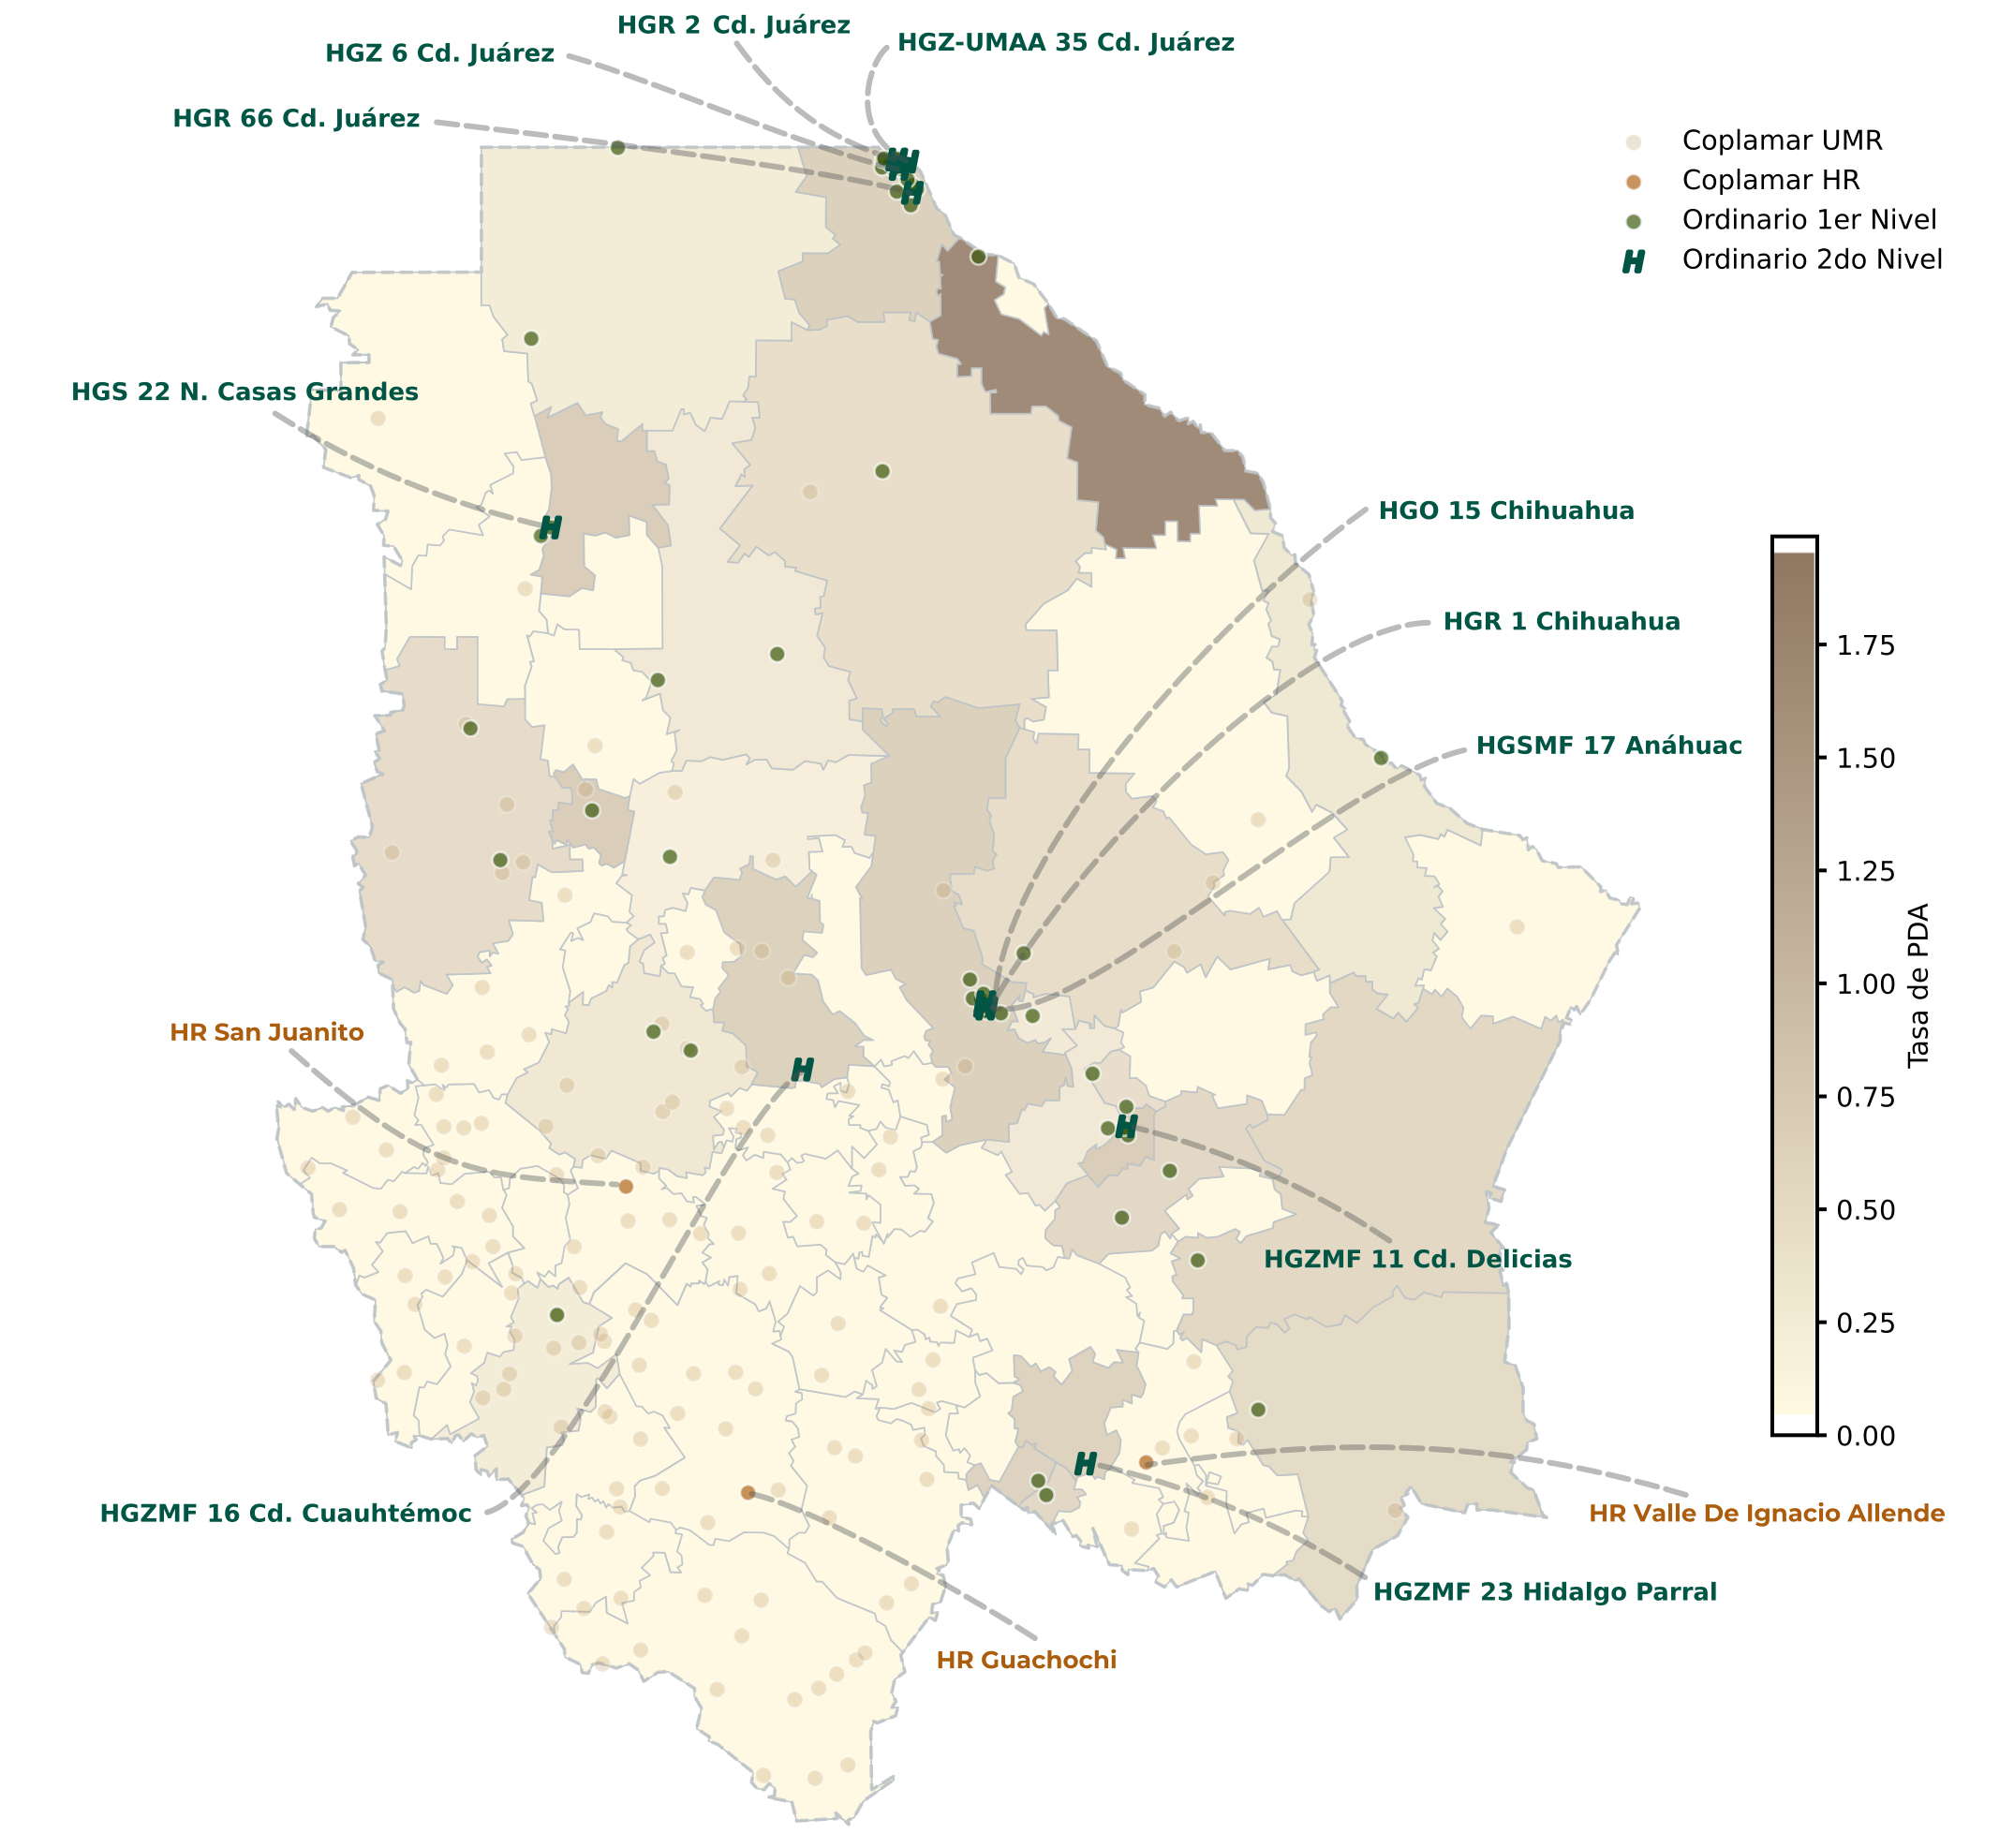 HGR 2 Cd. Juárez
HGZ-UMAA 35 Cd. Juárez
HGZ 6 Cd. Juárez
HGR 66 Cd. Juárez
Coplamar UMR
Coplamar HR
Ordinario 1er Nivel
H Ordinario 2do Nivel
HGS 22 N. Casas Grandes
HGO 15 Chihuahua
HGR 1 Chihuahua
HGSMF 17 Anáhuac
HR San Juanito
HGZMF 11 Cd. Delicias
HGZMF 16 Cd. Cuauhtémoc
HR Valle De Ignacio Allende
HGZMF 23 Hidalgo Parral
HR Guachochi
1.75
1.50
1.25
1.00
0.75
0.50
0.25
0.00
Tasa de PDA